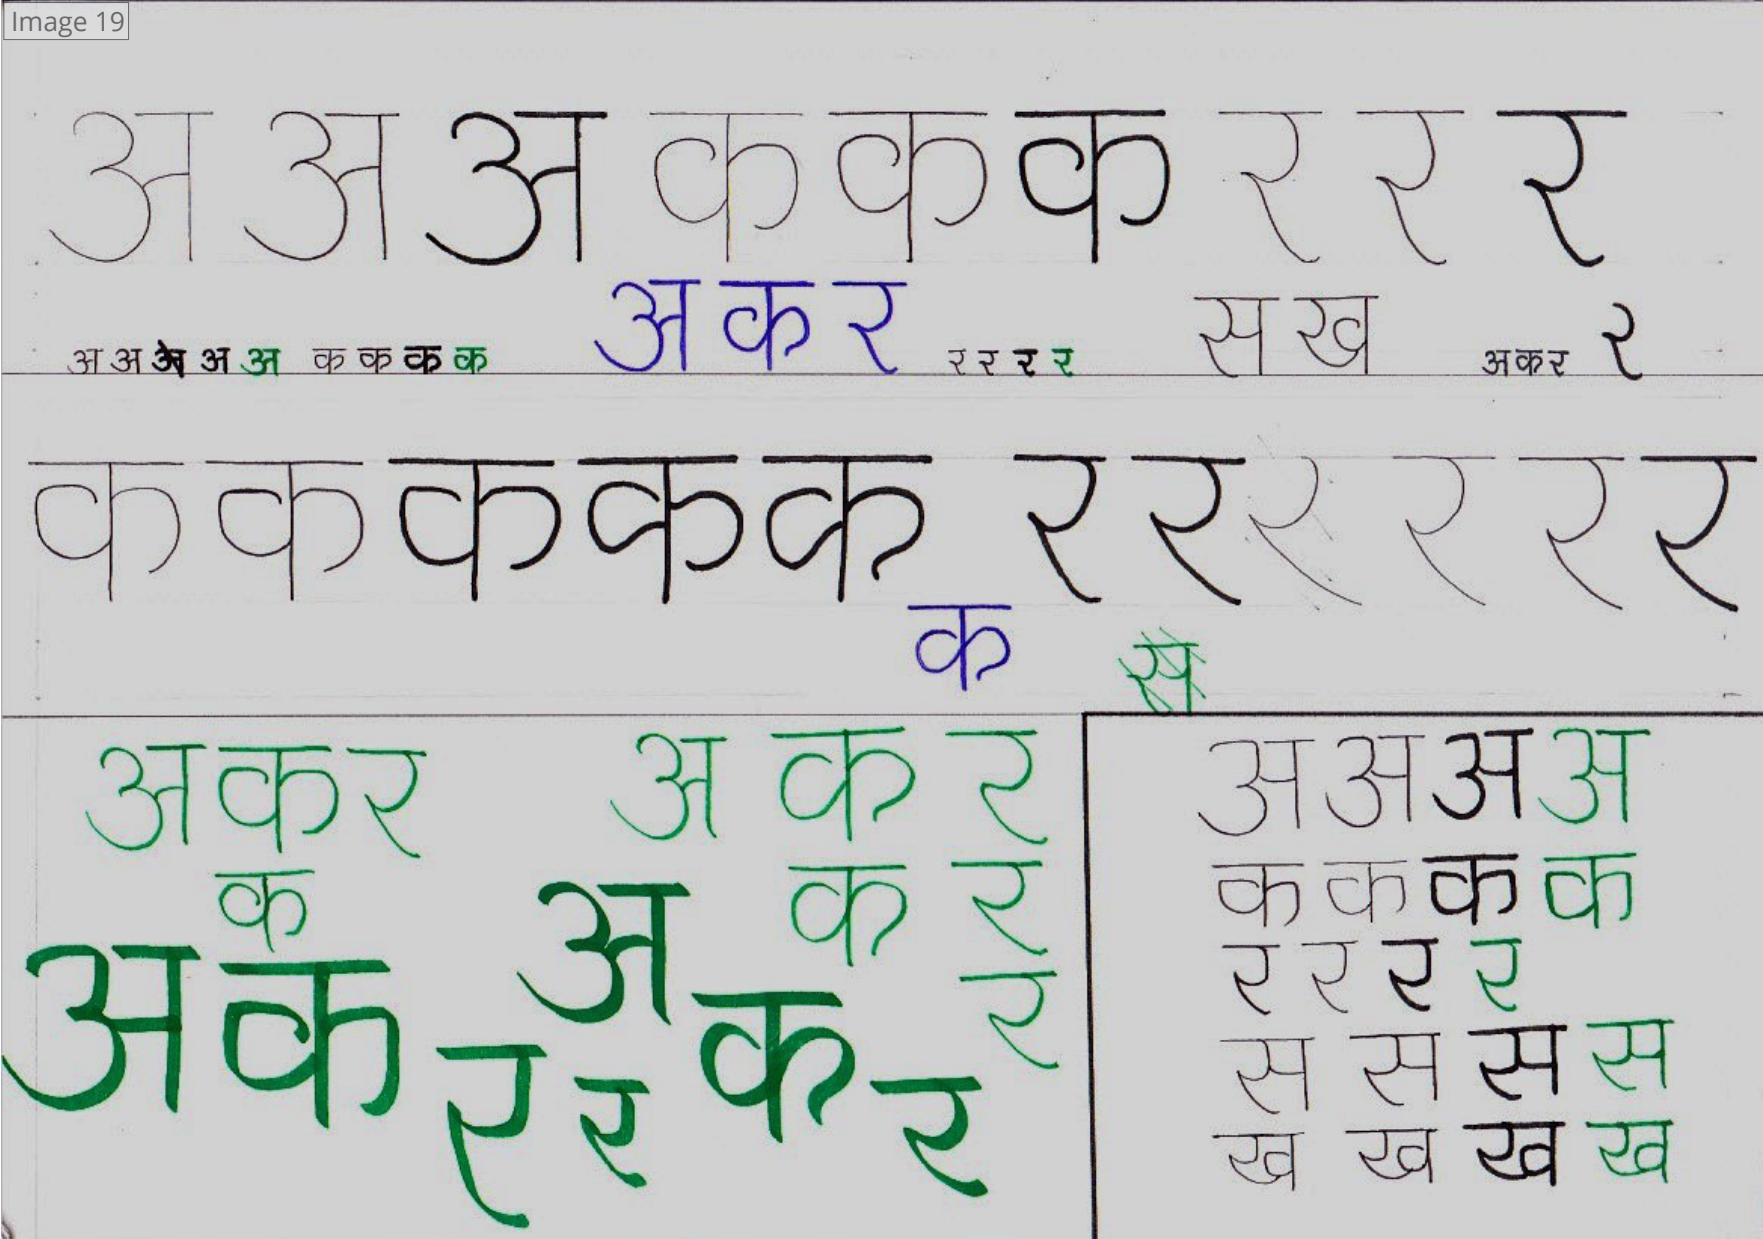 Image 19
अ अ अ क क क र र र
अ क र
स ख
अ अ अ अ अ क क क क
र र र र
अ क र र
क क क क क र र र र र र
क
स
अ क र
अ क र
क
क र
अ
र
अ क
क
र र
र
अ अ अ अ
क क क क
र र र र
स स स स
ख ख ख ख